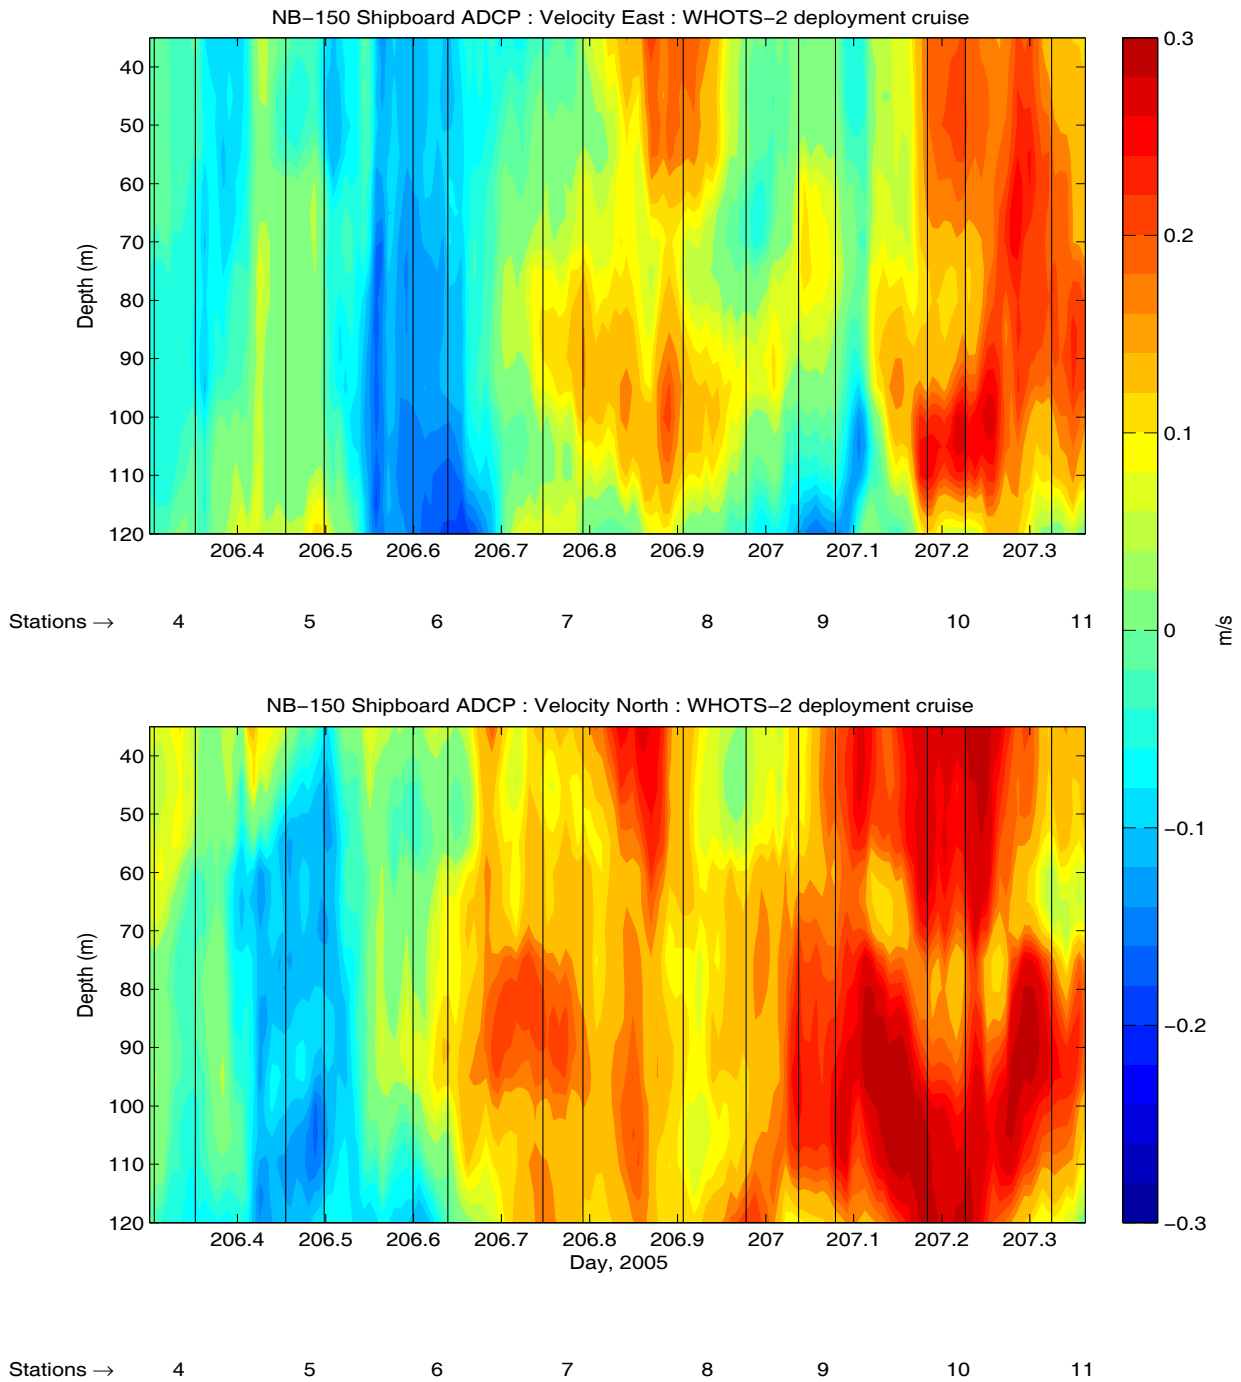 NB−150 Shipboard ADCP : Velocity East : WHOTS−2 deployment cruise
0.3
0.2
0.1
0
−0.1
−0.2
−0.3
m/s
Depth (m)
40
50
60
70
80
90
100
110
120
206.4 206.5 206.6 206.7 206.8 206.9 207 207.1 207.2 207.3
Stations → 4 5 6 7 8 9 10 11
NB−150 Shipboard ADCP : Velocity North : WHOTS−2 deployment cruise
Depth (m)
40
50
60
70
80
90
100
110
120
206.4 206.5 206.6 206.7 206.8 206.9 207 207.1 207.2 207.3
Day, 2005
Stations → 4 5 6 7 8 9 10 11